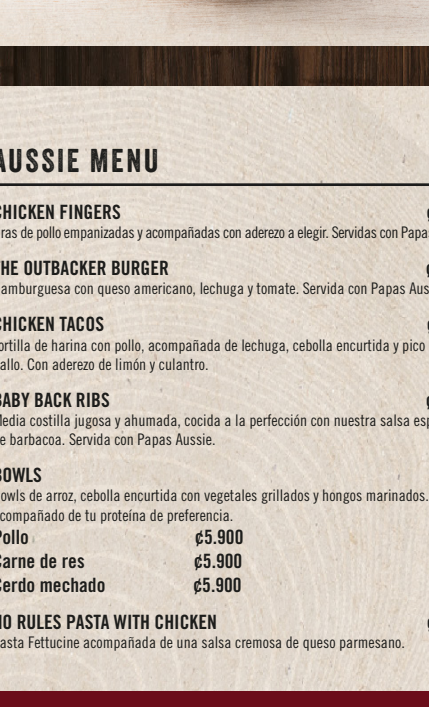 AUSSIE MENU
CHICKEN FINGERS ₡
ras de pollo empanizadas y acompañadas con aderezo a elegir. Servidas con Papa
THE OUTBACKER BURGER ₡
amburguesa con queso americano, lechuga y tomate. Servida con Papas Aus
CHICKEN TACOS ₡
ortilla de harina con pollo, acompañada de lechuga, cebolla encurtida y pico
allo. Con aderezo de limón y culantro.
BABY BACK RIBS ₡
Media costilla jugosa y ahumada, cocida a la perfección con nuestra salsa esp
e barbacoa. Servida con Papas Aussie.
BOWLS
owls de arroz, cebolla encurtida con vegetales grillados y hongos marinados.
compañado de tu proteína de preferencia.
Pollo ₡5.900
Carne de res ₡5.900
Cerdo mechado ₡5.900
NO RULES PASTA WITH CHICKEN ₡
asta Fettucine acompañada de una salsa cremosa de queso parmesano.